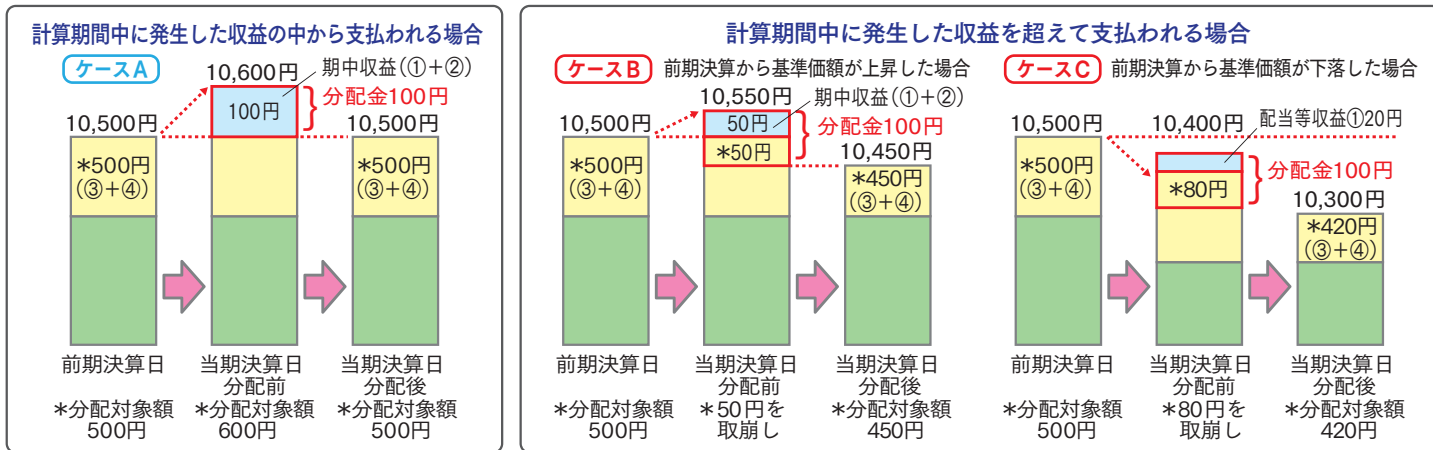 計算期間中に発生した収益の中から支払われる場合
ケースA
10,600円
期中収益(①+②)
100円
分配金100円
10,500円
10,500円
*500円
(③+④)
*500円
(③+④)
前期決算日
当期決算日
分配前
当期決算日
分配後
*分配対象額
500円
*分配対象額
600円
*分配対象額
500円
計算期間中に発生した収益を超えて支払われる場合
ケースB 前期決算から基準価額が上昇した場合
10,550円
期中収益(①+②)
10,500円
50円
分配金100円
*50円
10,450円
*500円
(③+④)
*450円
(③+④)
前期決算日
当期決算日
分配前
当期決算日
分配後
*分配対象額
500円
*50円を
取崩し
*分配対象額
450円
ケースC 前期決算から基準価額が下落した場合
配当等収益①20円
10,500円
10,400円
*500円
(③+④)
分配金100円
*80円
10,300円
*420円
(③+④)
前期決算日
当期決算日
分配前
当期決算日
分配後
*分配対象額
500円
*80円を
取崩し
*分配対象額
420円